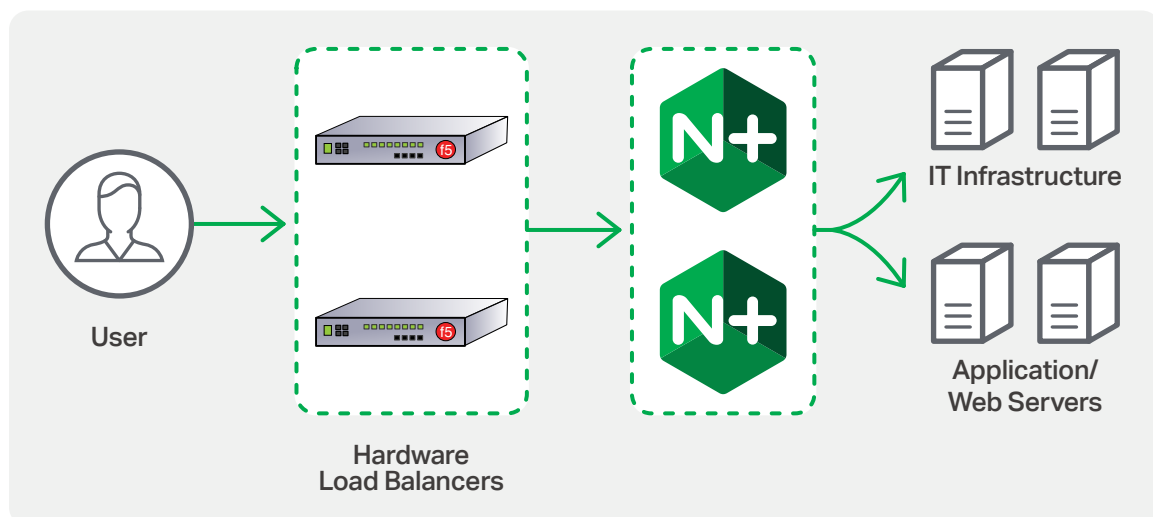 User
f5
f5
Hardware
Load Balancers
N+
N+
IT Infrastructure
Application/
Web Servers